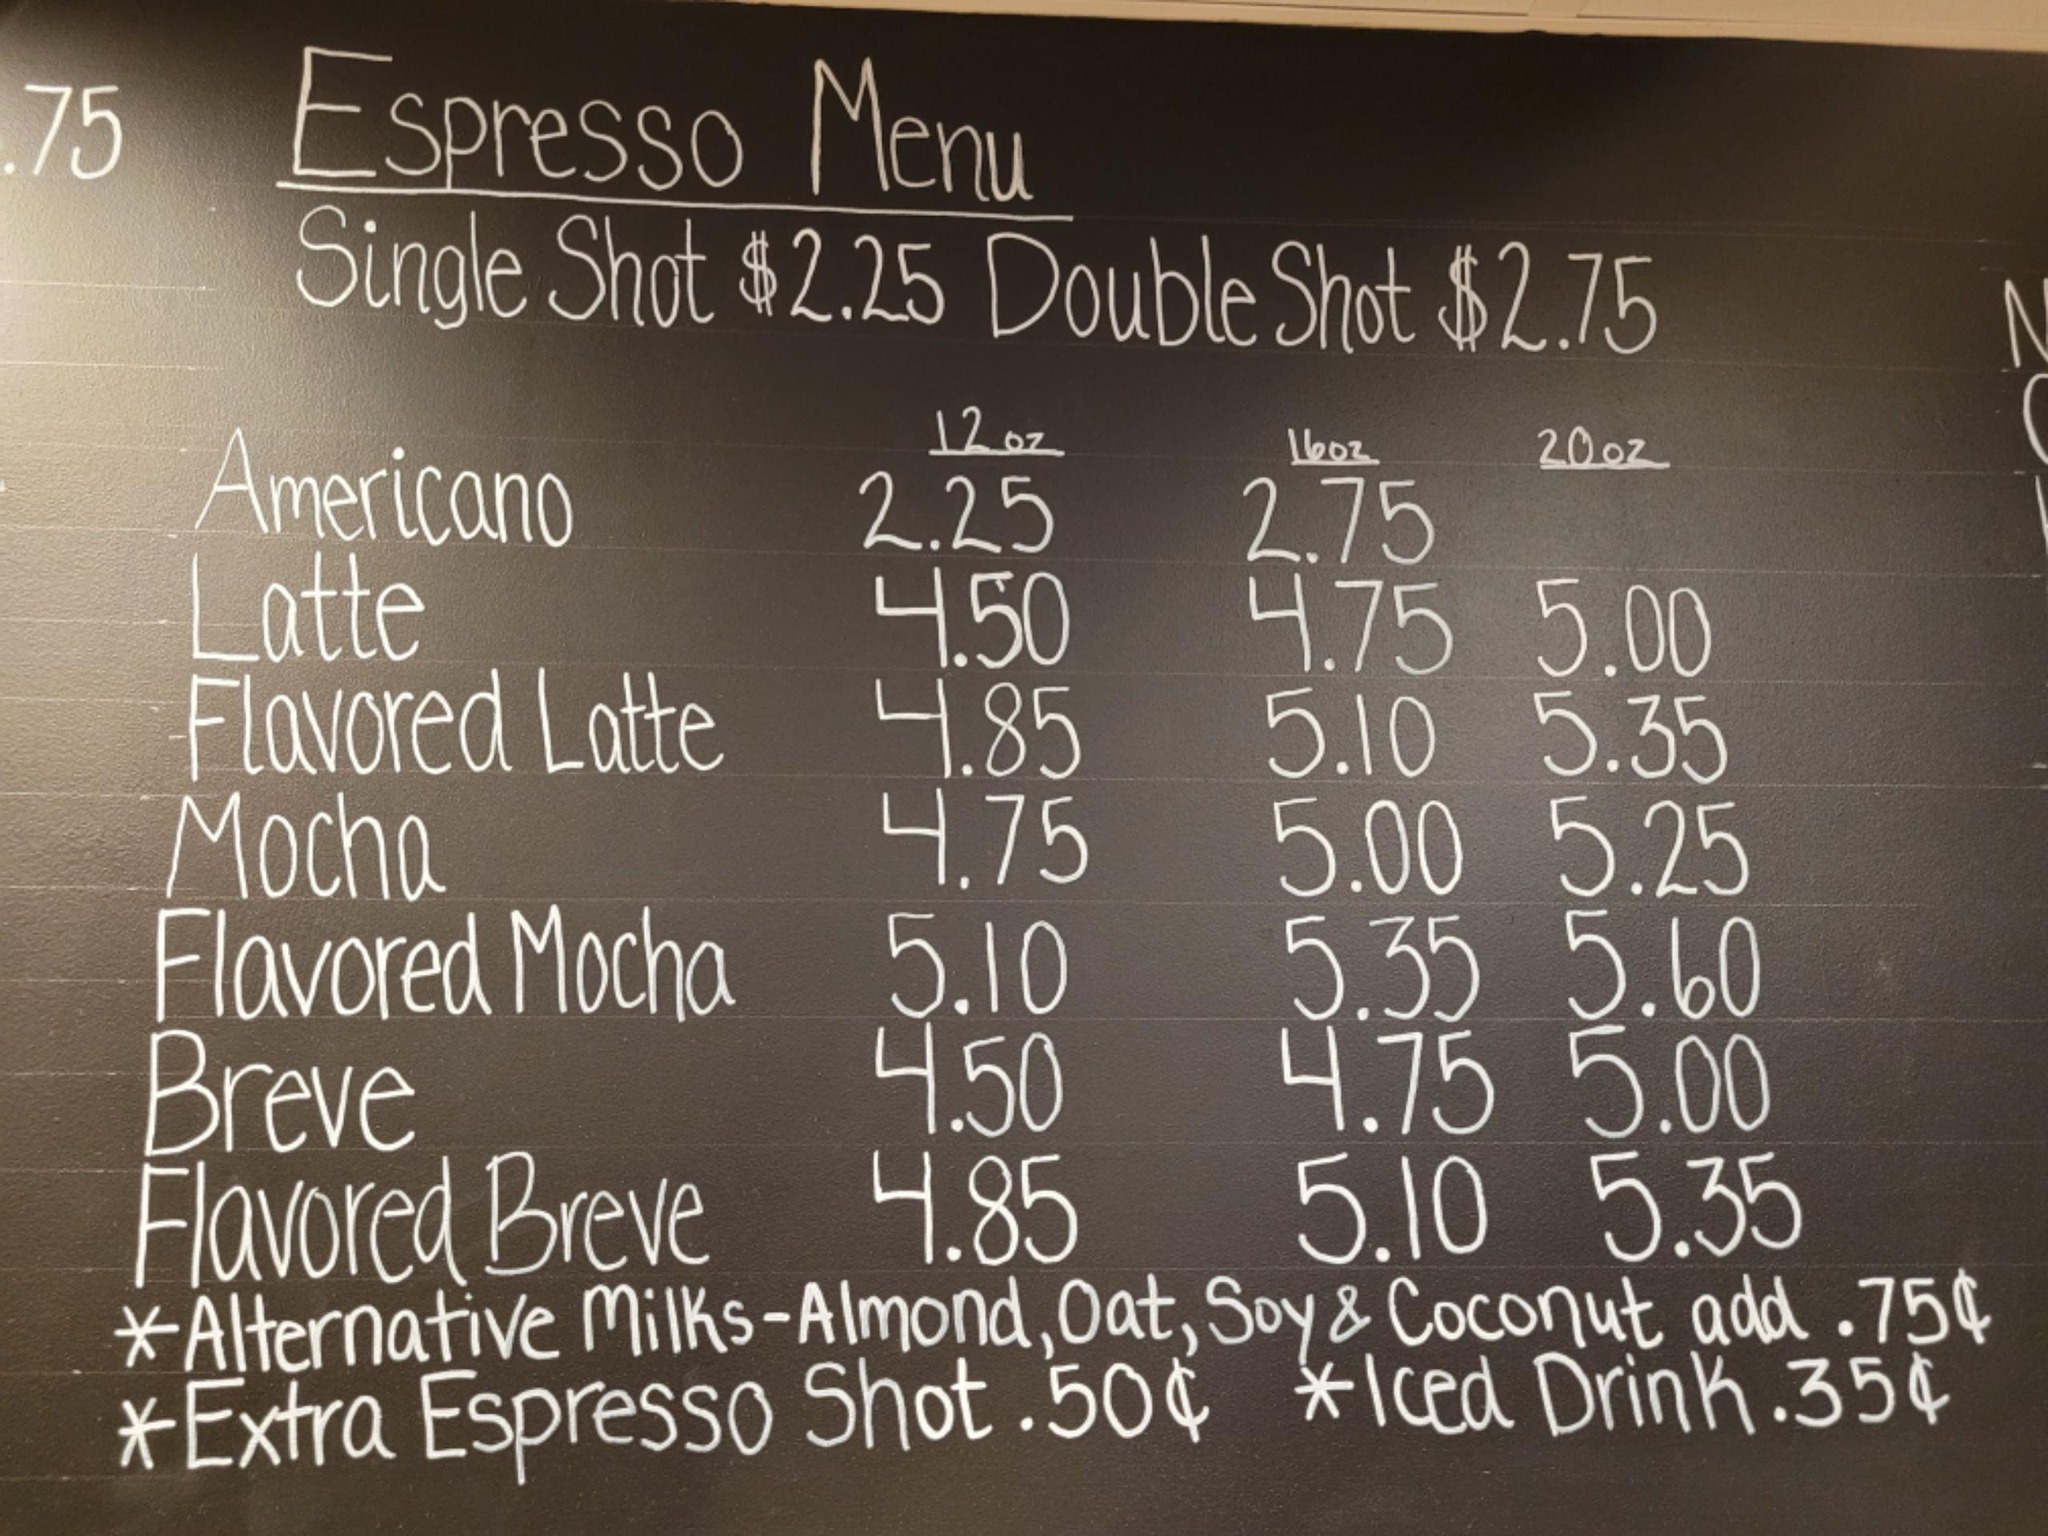 .75
Espresso Menu
Single Shot $2.25 Double Shot $2.75
12oz 16oz 20oz
Americano 2.25 2.75
Latte 4.50 4.75 5.00
Flavored Latte 4.85 5.10 5.35
Mocha 4.75 5.00 5.25
Flavored Mocha 5.10 5.35 5.60
Breve 4.50 4.75 5.00
Flavored Breve 4.85 5.10 5.35
*Alternative Milks-Almond, Oat, Soy & Coconut add .75¢
*Extra Espresso Shot .50¢ *Iced Drink .35¢